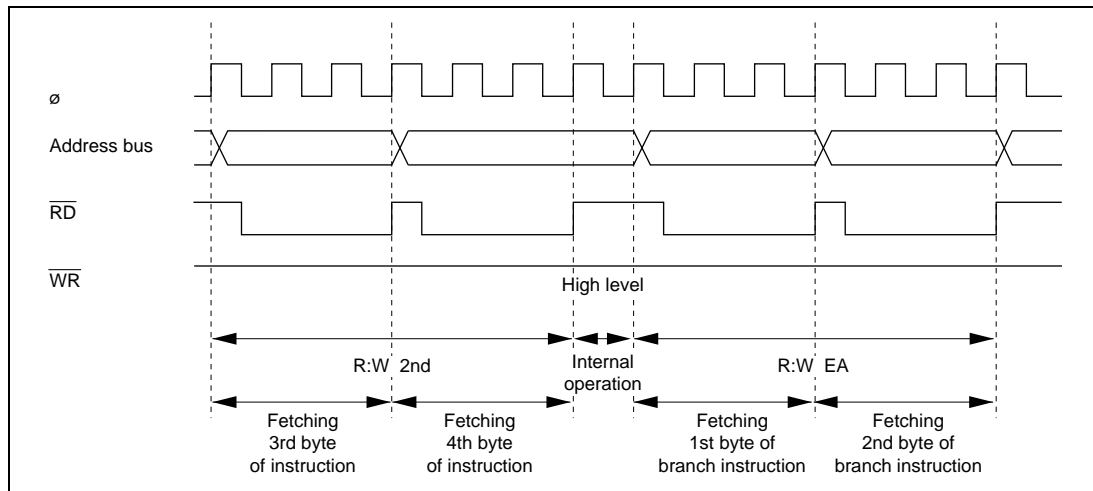 ø
Address bus
RD
WR
High level
R:W 2nd
Internal
operation
R:W EA
Fetching
3rd byte
of instruction
Fetching
4th byte
of instruction
Fetching
1st byte of
branch instruction
Fetching
2nd byte of
branch instruction